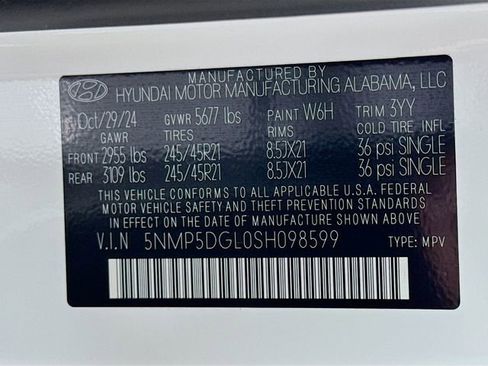 MANUFACTURED BY
HYUNDAI MOTOR MANUFACTURING ALABAMA, LLC
Oct/29/24 GVWR 5677 lbs PAINT W6H TRIM 3YY
GAWR TIRES RIMS COLD TIRE INFL
FRONT 2955 lbs 245/45R21 8.5JX21 36 psi SINGLE
REAR 3109 lbs 245/45R21 8.5JX21 36 psi SINGLE
THIS VEHICLE CONFORMS TO ALL APPLICABLE U.S.A. FEDERAL
MOTOR VEHICLE SAFETY AND THEFT PREVENTION STANDARDS
IN EFFECT ON THE DATE OF MANUFACTURE SHOWN ABOVE.
V.I.N 5NMP5DGL0SH098599 TYPE: MPV